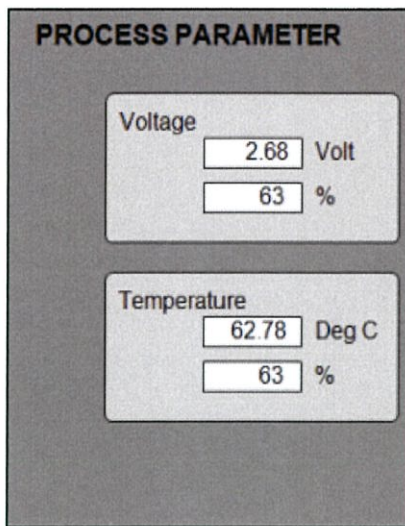 PROCESS PARAMETER
Voltage
2.68 Volt
63 %
Temperature
62.78 Deg C
63 %